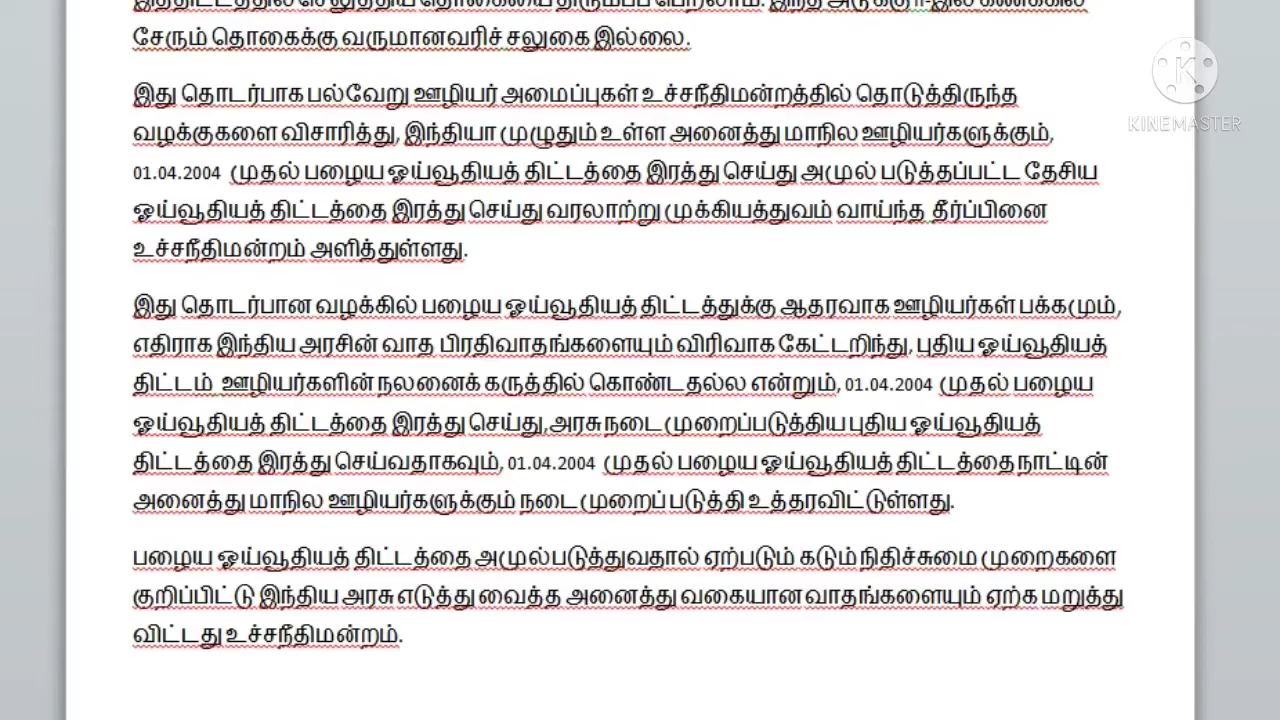 இத்திட்டத்தில் செலுத்திய தொகையை திரும்பப் பெறலாம். இந்த அடுக்கு
சேரும் தொகைக்கு வருமானவரிச் சலுகை இல்லை.
இது தொடர்பாக பல்வேறு ஊழியர் அமைப்புகள் உச்சநீதிமன்றத்தில் தொடுத்திருந்த
வழக்குகளை விசாரித்து, இந்தியா முழுதும் உள்ள அனைத்து மாநில ஊழியர்களுக்கும்,
01.04.2004 முதல் பழைய ஓய்வூதியத் திட்டத்தை இரத்து செய்து அமுல் படுத்தப்பட்ட தேசிய
ஓய்வூதியத் திட்டத்தை இரத்து செய்து வரலாற்று முக்கியத்துவம் வாய்ந்த தீர்ப்பினை
உச்சநீதிமன்றம் அளித்துள்ளது.
இது தொடர்பான வழக்கில் பழைய ஓய்வூதியத் திட்டத்துக்கு ஆதரவாக ஊழியர்கள் பக்கமும்,
எதிராக இந்திய அரசின் வாத பிரதிவாதங்களையும் விரிவாக கேட்டறிந்து, புதிய ஓய்வூதியத்
திட்டம் ஊழியர்களின் நலனைக் கருத்தில் கொண்டதல்ல என்றும், 01.04.2004 முதல் பழைய
ஓய்வூதியத் திட்டத்தை இரத்து செய்து,அரசு நடை முறைப்படுத்திய புதிய ஓய்வூதியத்
திட்டத்தை இரத்து செய்வதாகவும், 01.04.2004 முதல் பழைய ஓய்வூதியத் திட்டத்தை நாட்டின்
அனைத்து மாநில ஊழியர்களுக்கும் நடை முறைப் படுத்தி உத்தரவிட்டுள்ளது.
பழைய ஓய்வூதியத் திட்டத்தை அமுல்படுத்துவதால் ஏற்படும் கடும் நிதிச்சுமை முறைகளை
குறிப்பிட்டு இந்திய அரசு எடுத்து வைத்த அனைத்து வகையான வாதங்களையும் ஏற்க மறுத்து
விட்டது உச்சநீதிமன்றம்.
K
KINEMASTER